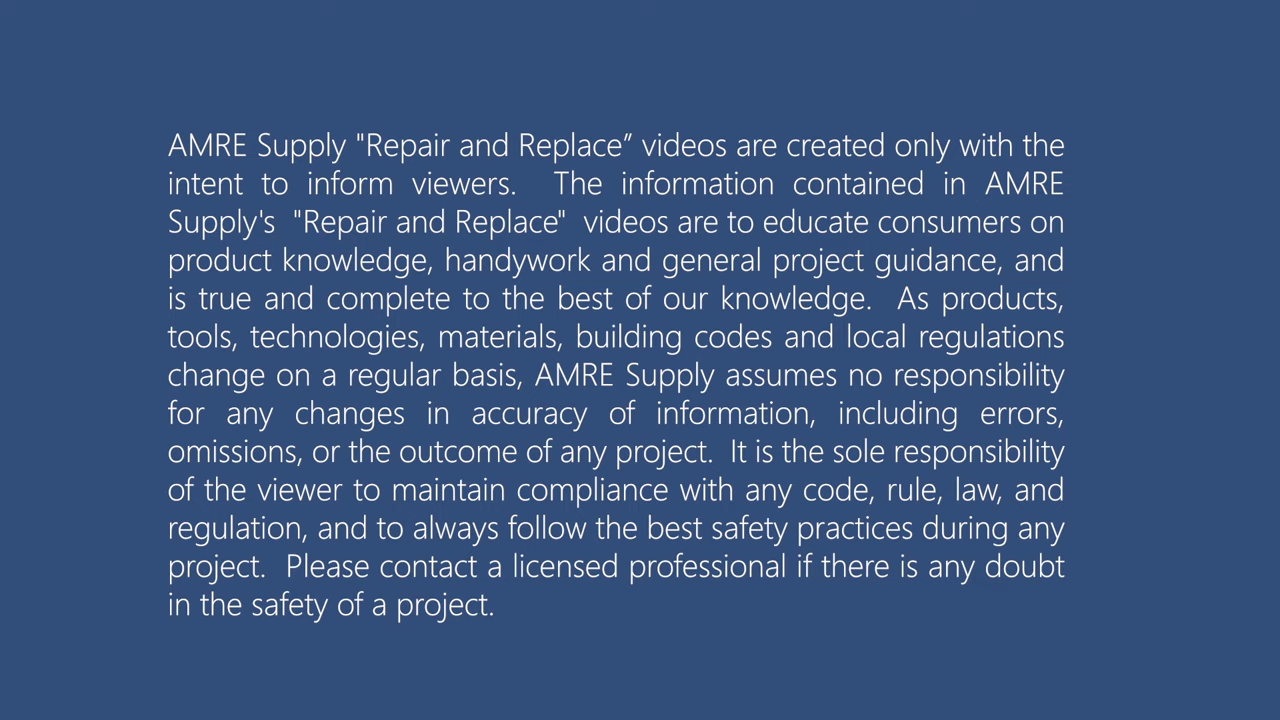 AMRE Supply "Repair and Replace” videos are created only with the
intent to inform viewers.  The information contained in AMRE
Supply's  "Repair and Replace"  videos are to educate consumers on
product knowledge, handywork and general project guidance, and
is true and complete to the best of our knowledge.  As products,
tools, technologies, materials, building codes and local regulations
change on a regular basis, AMRE Supply assumes no responsibility
for any changes in accuracy of information, including errors,
omissions, or the outcome of any project.  It is the sole responsibility
of the viewer to maintain compliance with any code, rule, law, and
regulation, and to always follow the best safety practices during any
project.  Please contact a licensed professional if there is any doubt
in the safety of a project.